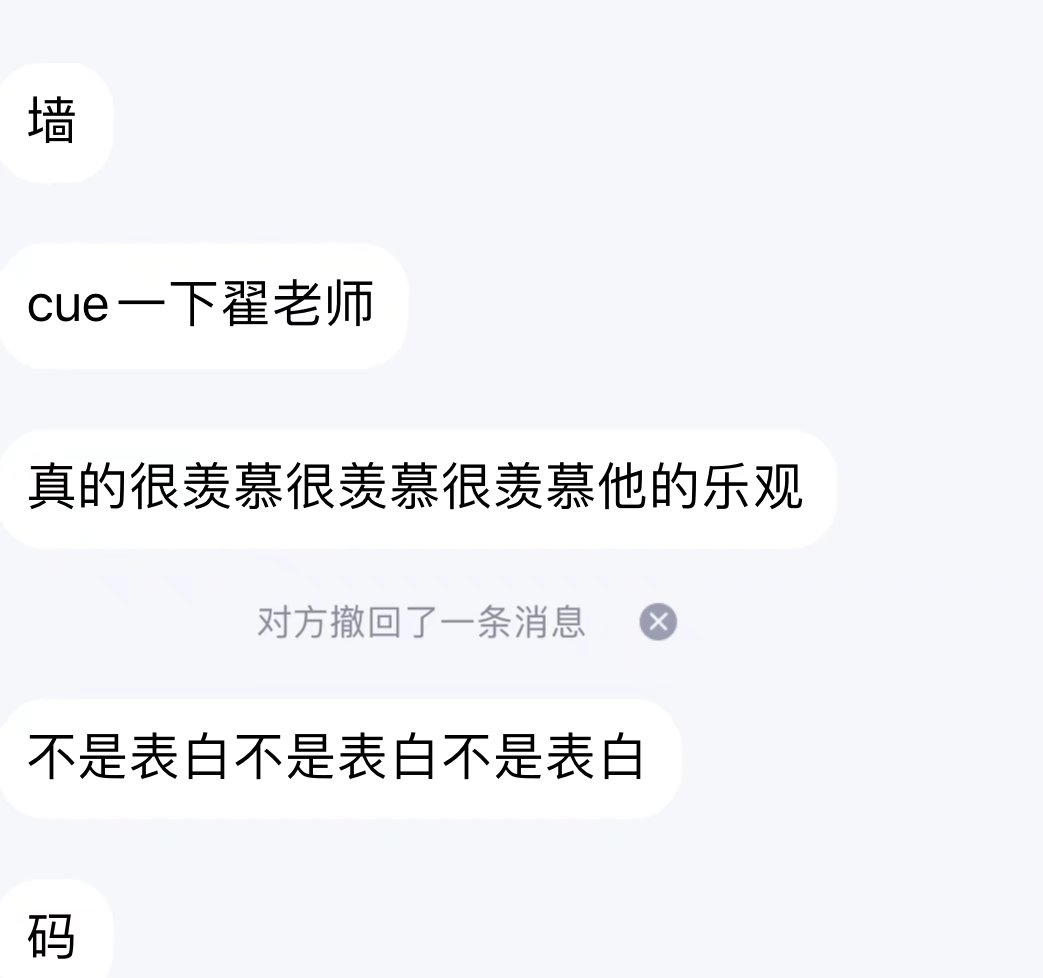 墙
cue一下翟老师
真的很羡慕很羡慕很羡慕他的乐观
对方撤回了一条消息
不是表白不是表白不是表白
码